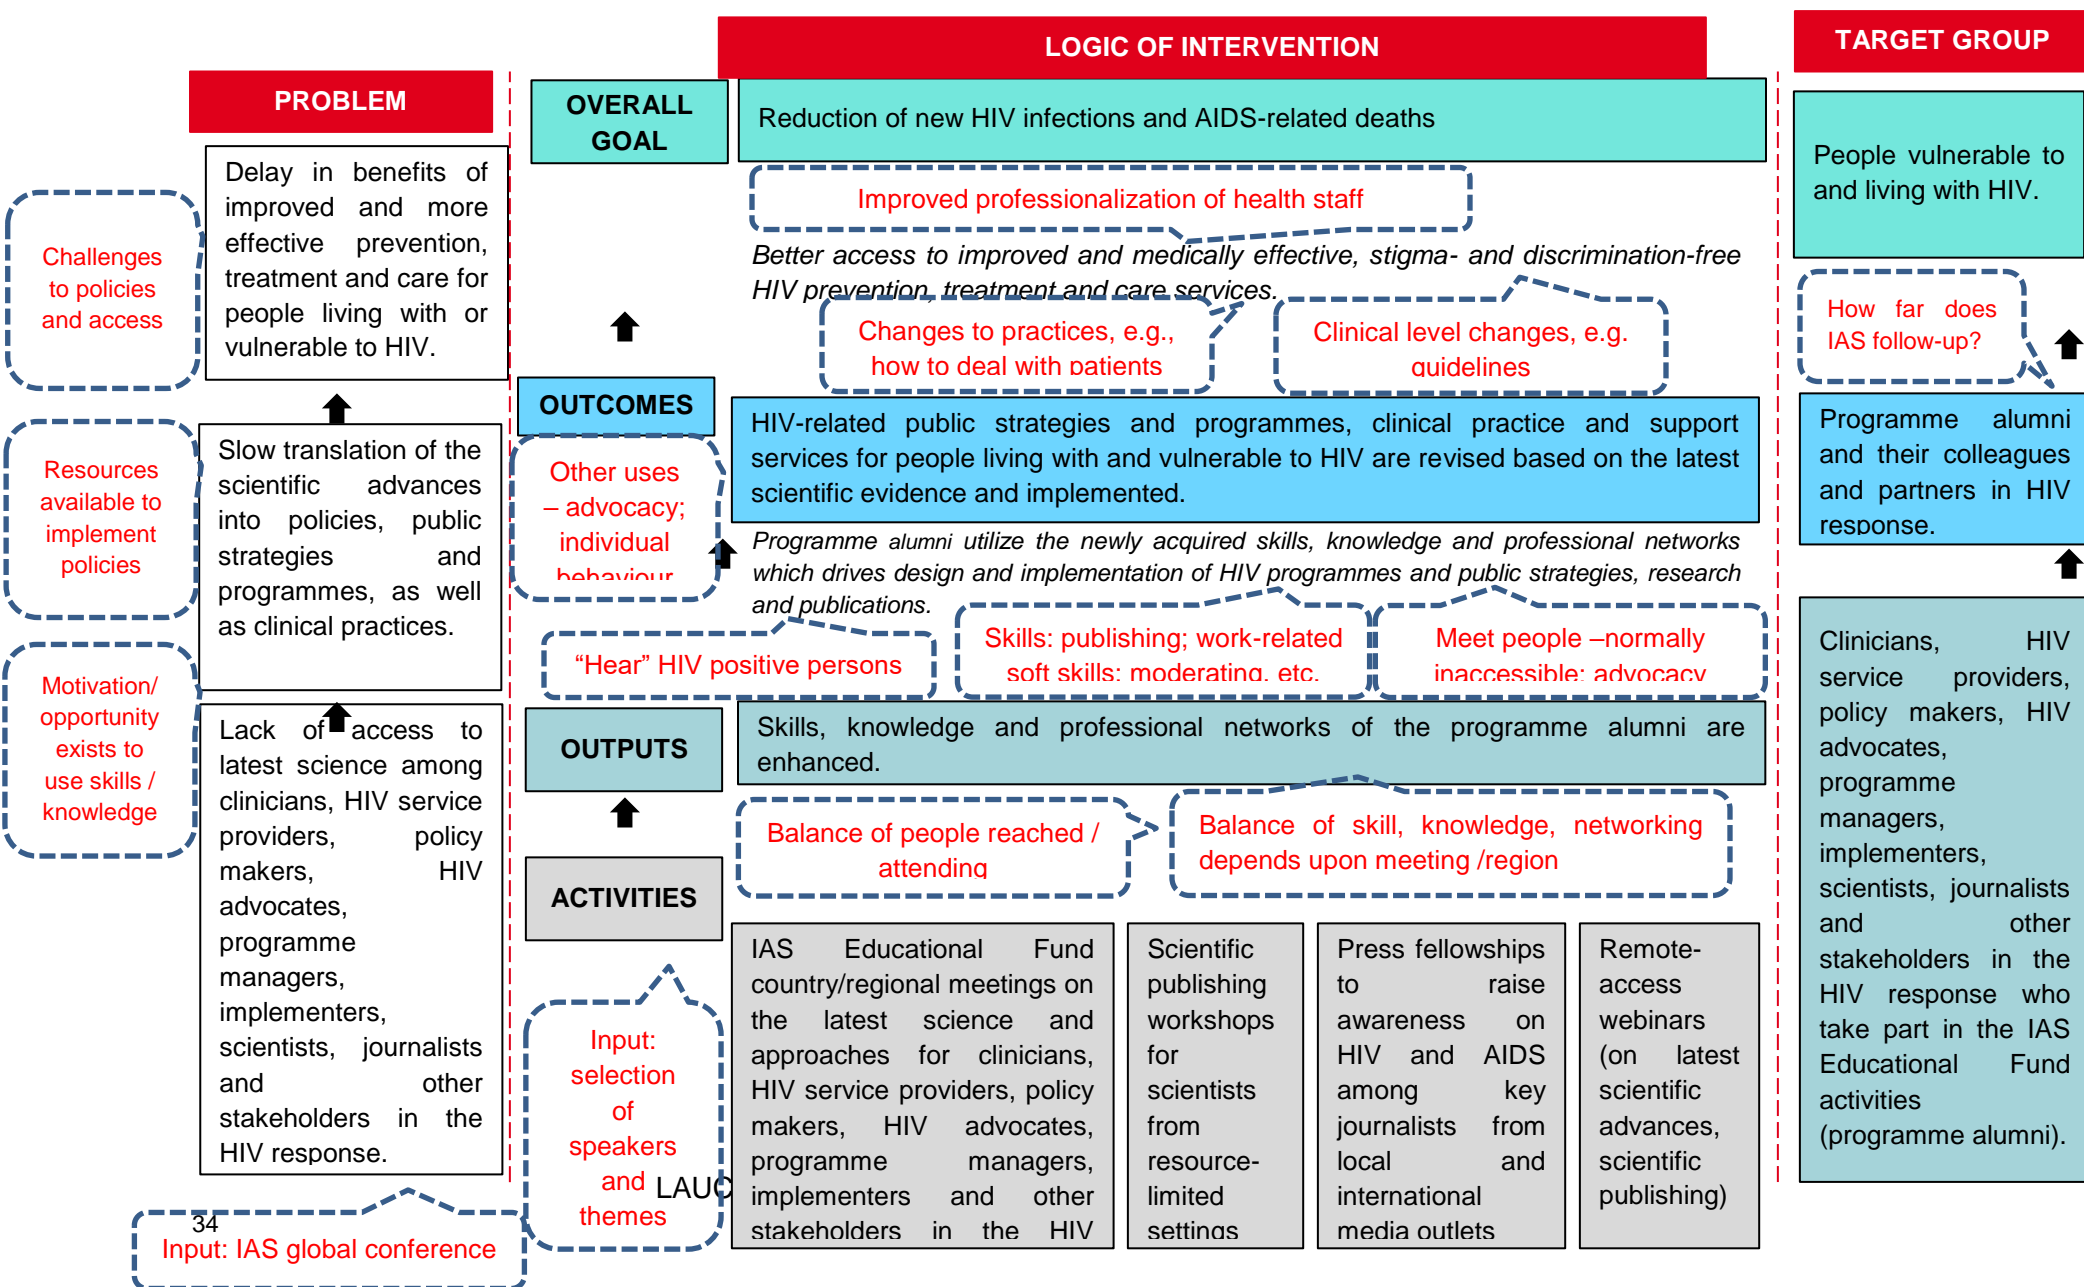 LOGIC OF INTERVENTION
TARGET GROUP
PROBLEM
Delay in benefits of
improved and more
effective prevention,
treatment and care for
people living with or
vulnerable to HIV.
Challenges
to policies
and access
Slow translation of the
scientific advances
into policies, public
strategies and
programmes, as well
as clinical practices.
Resources
available to
implement
policies
Motivation/
opportunity
exists to
use skills /
knowledge
Lack of access to
latest science among
clinicians, HIV service
providers, policy
makers, HIV
advocates,
programme
managers,
implementers,
scientists, journalists
and other
stakeholders in the
HIV response.
34
Input: IAS global conference
OVERALL
GOAL
Reduction of new HIV infections and AIDS-related deaths
Improved professionalization of health staff
Better access to improved and medically effective, stigma- and discrimination-free
HIV prevention, treatment and care services.
Changes to practices, e.g.,
how to deal with patients
Clinical level changes, e.g.
guidelines
OUTCOMES
HIV-related public strategies and programmes, clinical practice and support
services for people living with and vulnerable to HIV are revised based on the latest
scientific evidence and implemented.
Other uses
– advocacy;
individual
behaviour
Programme alumni utilize the newly acquired skills, knowledge and professional networks
which drives design and implementation of HIV programmes and public strategies, research
and publications.
“Hear” HIV positive persons
Skills: publishing; work-related
soft skills: moderating, etc.
Meet people –normally
inaccessible: advocacy
OUTPUTS
Skills, knowledge and professional networks of the programme alumni are
enhanced.
Balance of people reached /
attending
Balance of skill, knowledge, networking
depends upon meeting /region
ACTIVITIES
Input:
selection
of
speakers
and
themes
LAUC
IAS Educational Fund
country/regional meetings on
the latest science and
approaches for clinicians,
HIV service providers, policy
makers, HIV advocates,
programme managers,
implementers and other
stakeholders in the HIV
Scientific
publishing
workshops
for
scientists
from
resource-
limited
settings
Press fellowships
to raise
awareness on
HIV and AIDS
among key
journalists from
local and
international
media outlets
Remote-
access
webinars
(on latest
scientific
advances,
scientific
publishing)
People vulnerable to
and living with HIV.
How far does
IAS follow-up?
Programme alumni
and their colleagues
and partners in HIV
response.
Clinicians, HIV
service providers,
policy makers, HIV
advocates,
programme
managers,
implementers,
scientists, journalists
and other
stakeholders in the
HIV response who
take part in the IAS
Educational Fund
activities
(programme alumni).